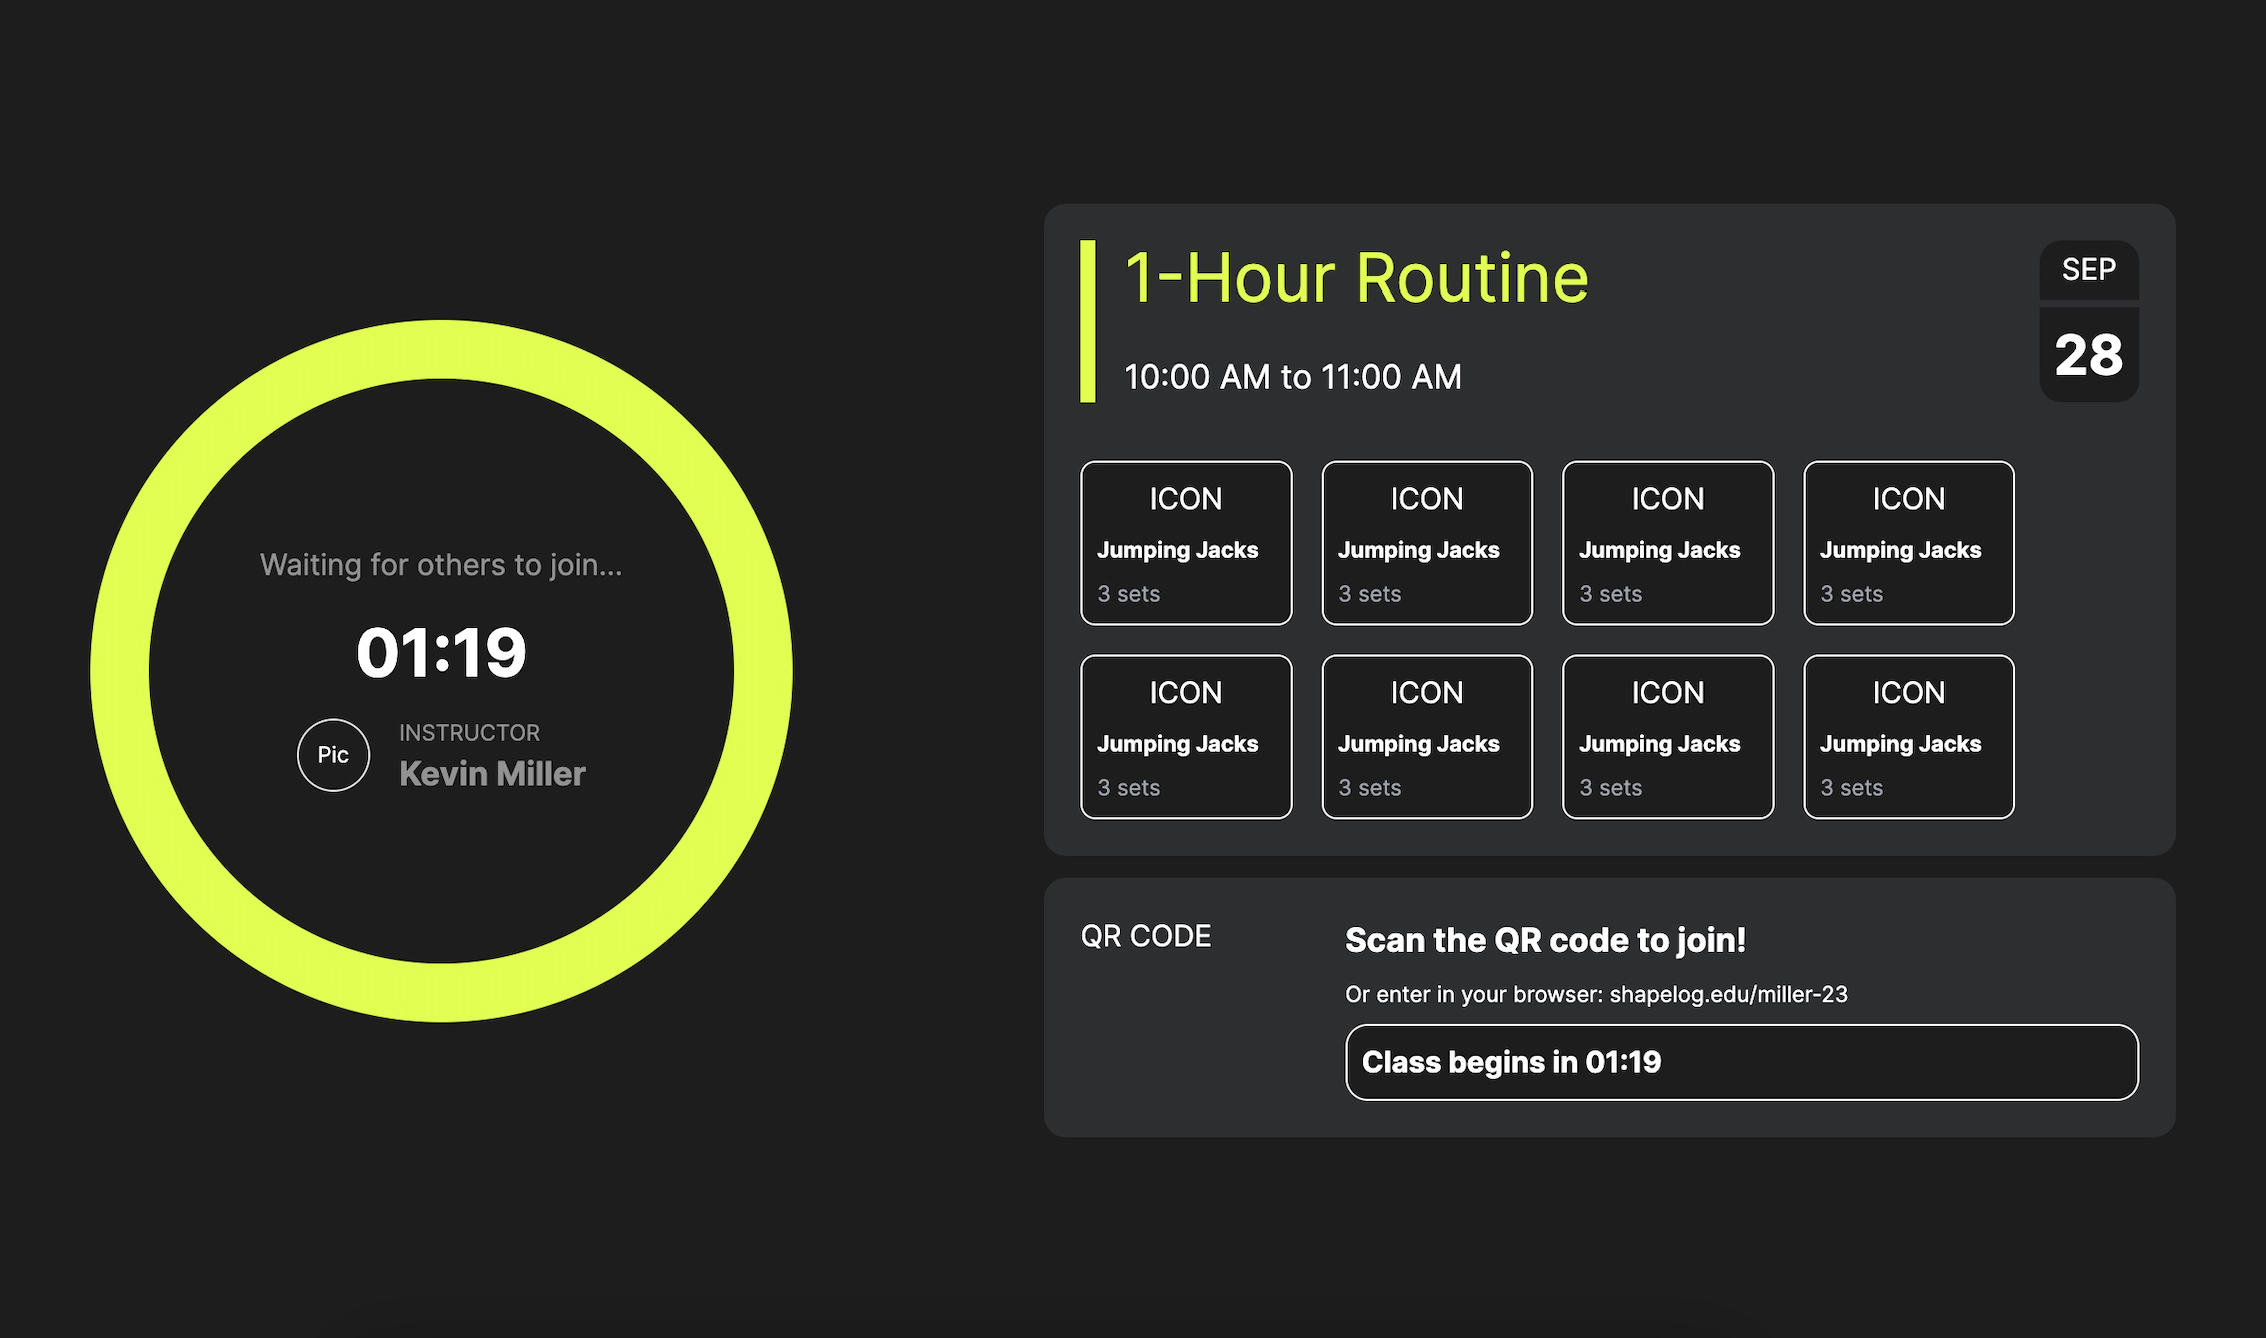 Waiting for others to join...
01:19
Pic
INSTRUCTOR
Kevin Miller
1-Hour Routine
10:00 AM to 11:00 AM
SEP
28
ICON
Jumping Jacks
3 sets
ICON
Jumping Jacks
3 sets
ICON
Jumping Jacks
3 sets
ICON
Jumping Jacks
3 sets
ICON
Jumping Jacks
3 sets
ICON
Jumping Jacks
3 sets
ICON
Jumping Jacks
3 sets
ICON
Jumping Jacks
3 sets
QR CODE
Scan the QR code to join!
Or enter in your browser: shapelog.edu/miller-23
Class begins in 01:19